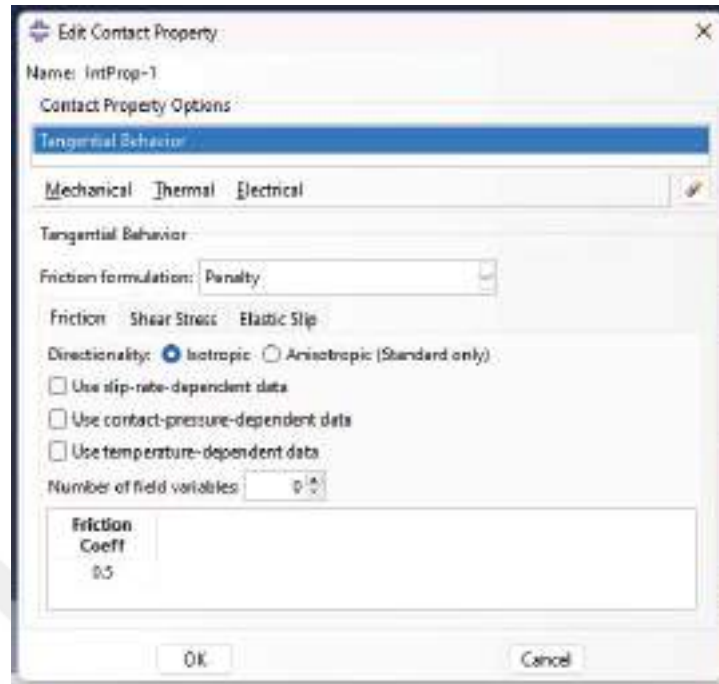 Edit Contact Property
Name: IntProp-1
Contact Property Options
Tangential Behavior
Mechanical Thermal Electrical
Tangential Behavior
Friction formulation: Penalty
Friction Shear Stress Elastic Slip
Directionality: Isotropic Anisotropic (Standard only)
Use slip-rate-dependent data
Use contact-pressure-dependent data
Use temperature-dependent data
Number of field variables: 0
Friction
Coeff
0.5
OK Cancel